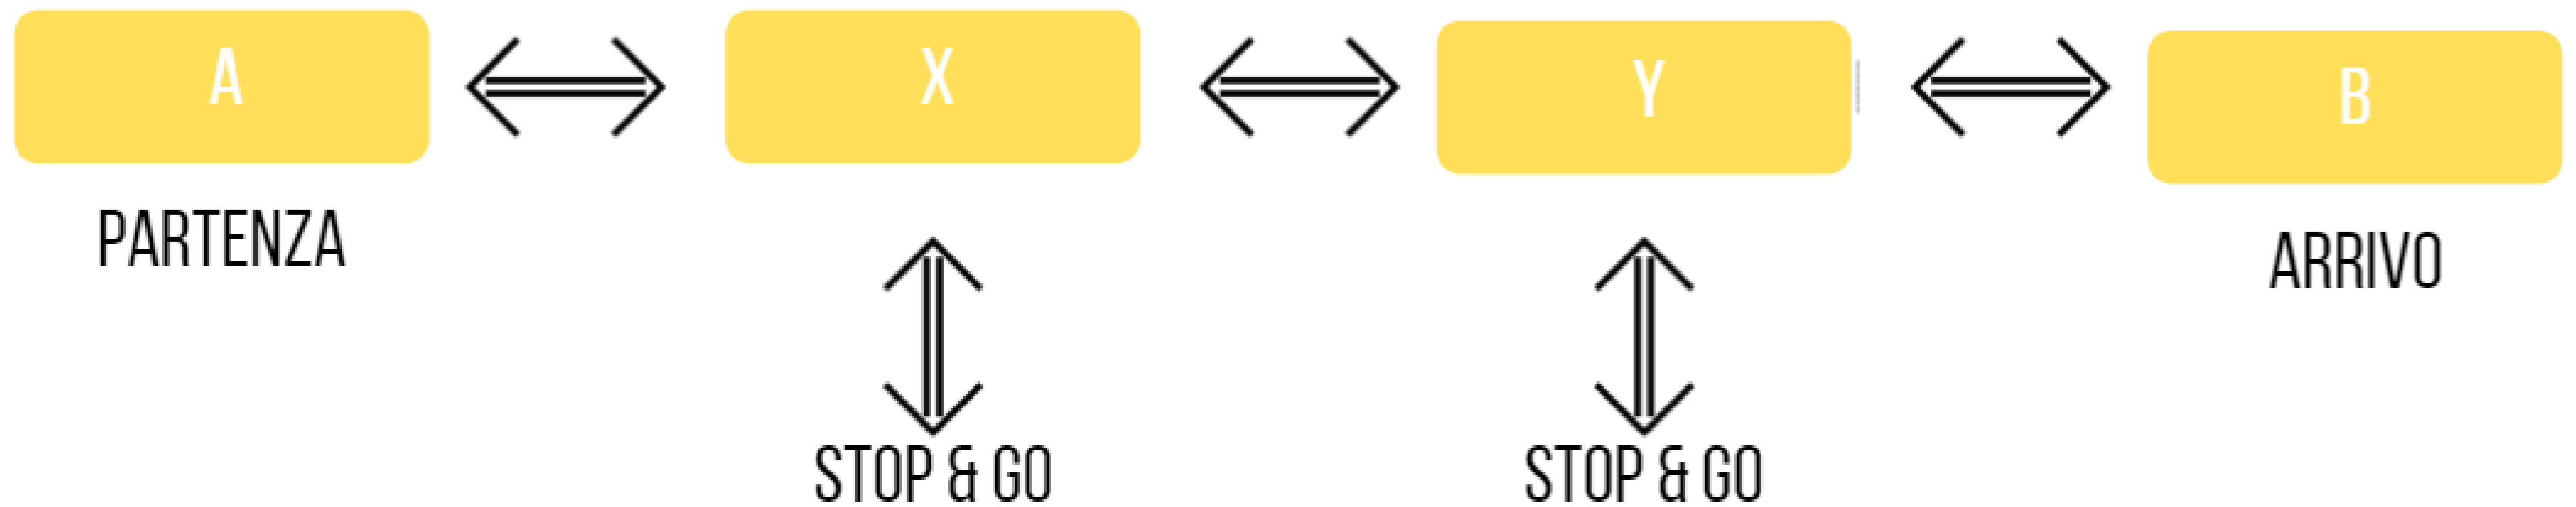 A
X
Y
B
PARTENZA
ARRIVO
STOP & GO
STOP & GO